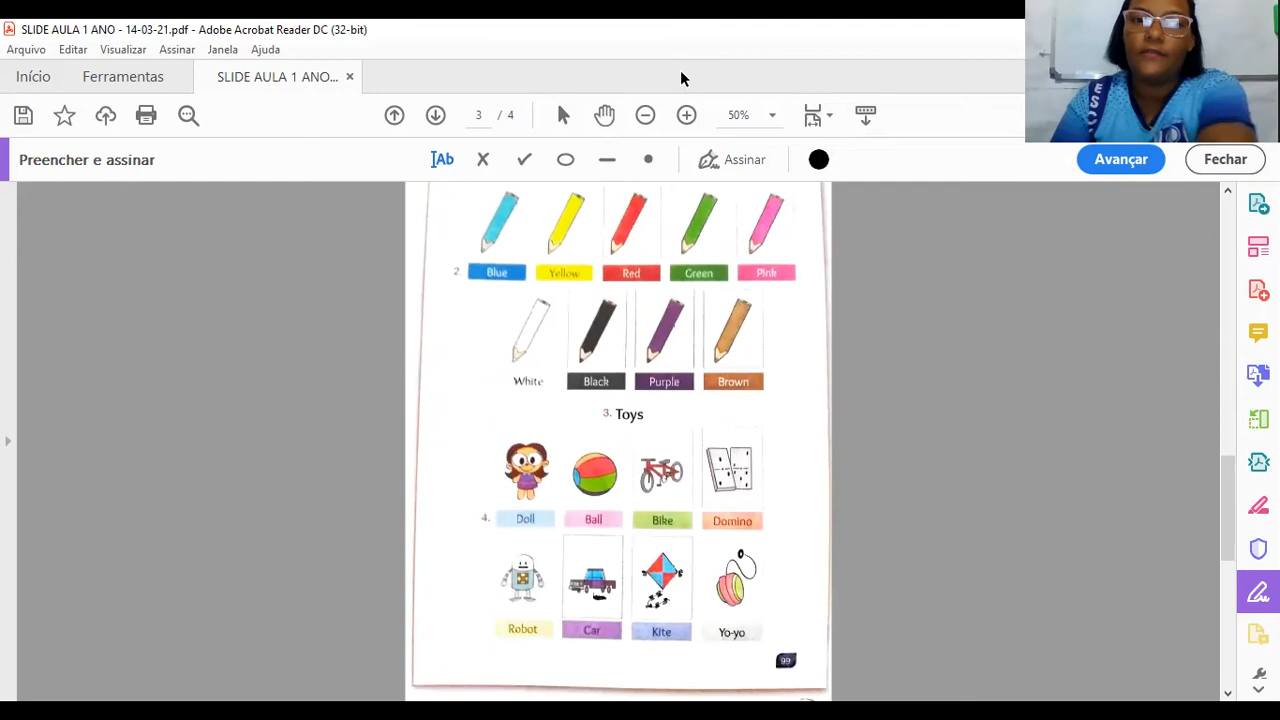 SLIDE AULA 1 ANO - 14-03-21.pdf - Adobe Acrobat Reader DC (32-bit)
Arquivo Editar Visualizar Assinar Janela Ajuda
Início Ferramentas SLIDE AULA 1 ANO... ×
3 / 4 50%
Preencher e assinar Ab Assinar Avançar Fechar
2. Blue Yellow Red Green Pink
White Black Purple Brown
3. Toys
4. Doll Ball Bike Domino
Robot Car Kite Yo-yo
99